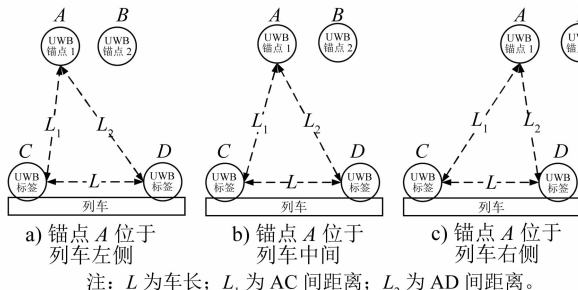 A B A B A
UWB 锚点1 UWB 锚点2 UWB 锚点1 UWB 锚点2 UWB 锚点1
L₁ L₂ L₁ L₂ L₁ L₂
C D C D C D
UWB 标签 L UWB 标签 UWB 标签 L UWB 标签 UWB 标签 L UWB 标签
列车 列车 列车
a) 锚点 A 位于 b) 锚点 A 位于 c) 锚点 A 位于
列车左侧 列车中间 列车右侧
注：L 为车长；L₁ 为 AC 间距离；L₂ 为 AD 间距离。